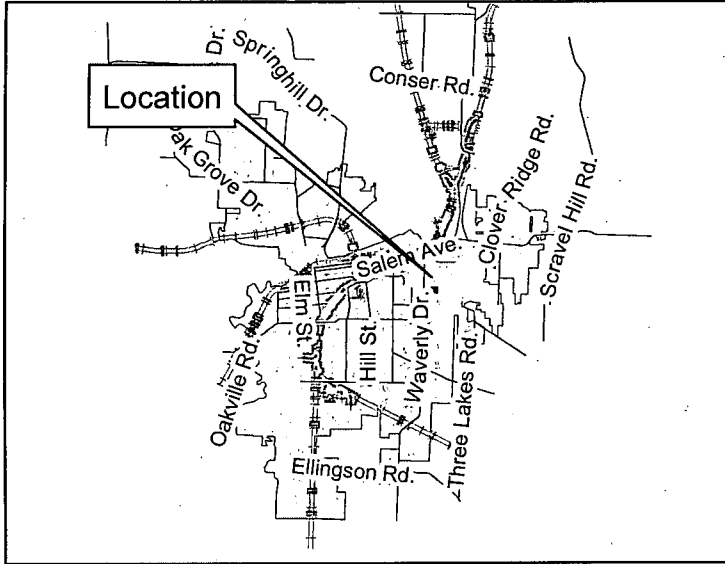 Dr.
Springhill Dr.
Conser Rd.
Location
Oak Grove Dr.
Clover Ridge Rd.
Scravel Hill Rd.
Salem Ave.
Elm St.
Hill St.
Waverly Dr.
Oakville Rd.
Three Lakes Rd.
Ellingson Rd.